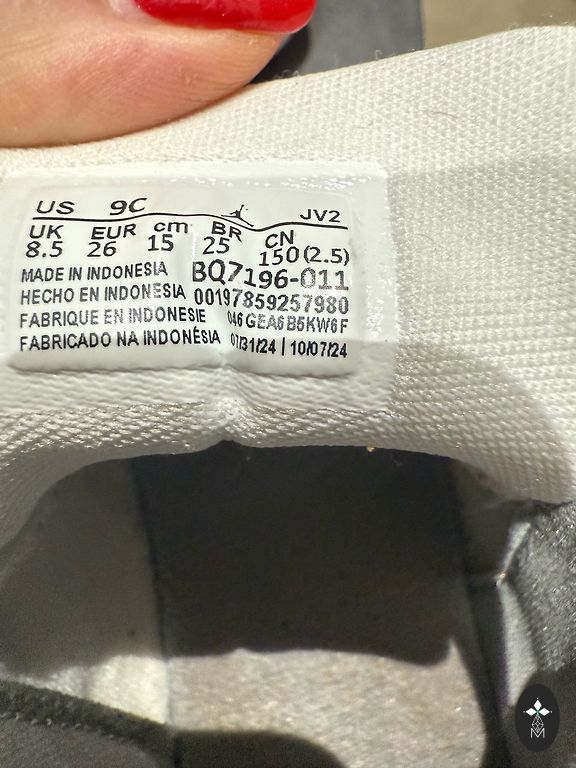 US 9C JV2
UK EUR cm BR CN
8.5 26 15 25 150 (2.5)
MADE IN INDONESIA BQ7196-011
HECHO EN INDONESIA 00197859257980
FABRIQUE EN INDONESIE 046 GEA6B5KW6F
FABRICADO NA INDONÉSIA 07/31/24 | 10/07/24
M